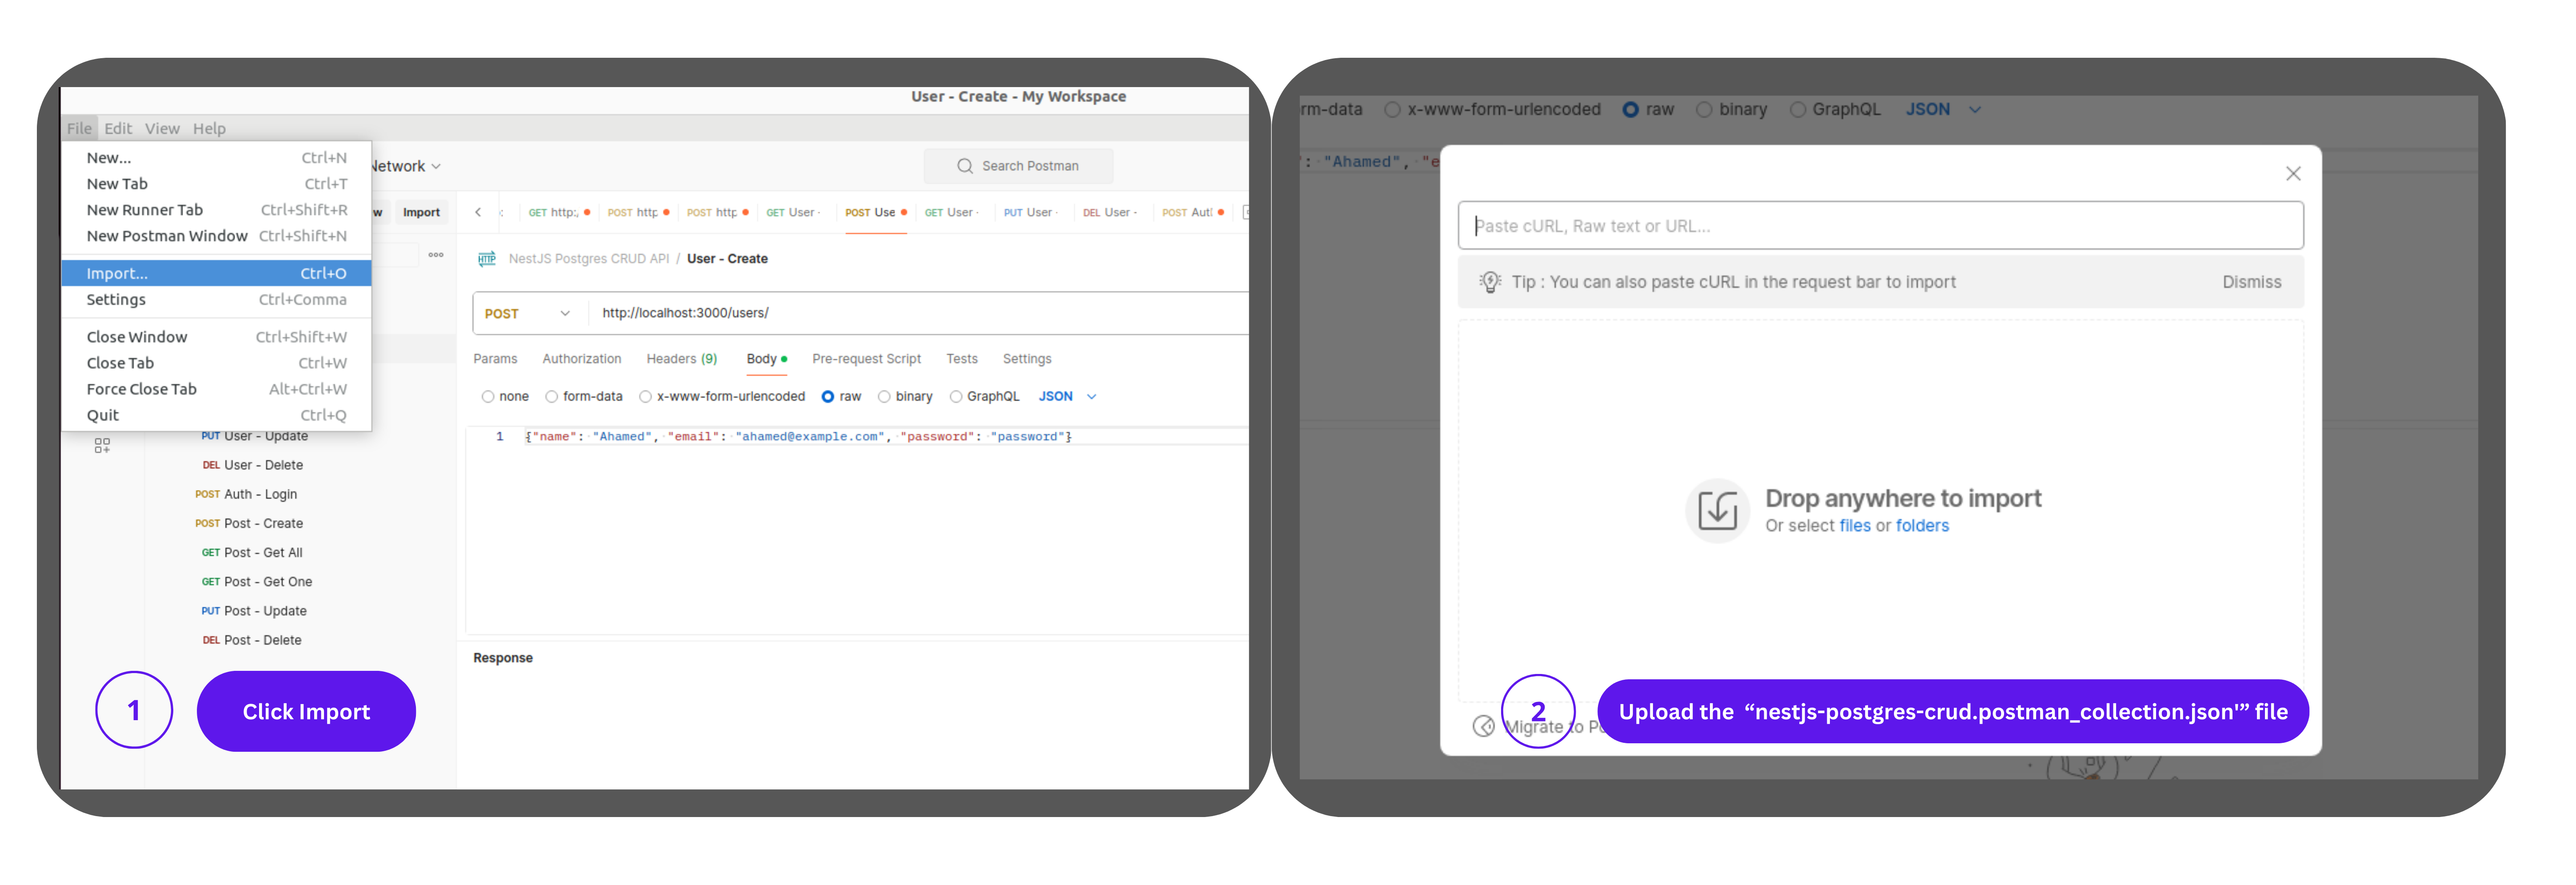 User - Create - My Workspace
File Edit View Help
New... Ctrl+N
New Tab Ctrl+T
New Runner Tab Ctrl+Shift+R
New Postman Window Ctrl+Shift+N
Import... Ctrl+O
Settings Ctrl+Comma
Close Window Ctrl+Shift+W
Close Tab Ctrl+W
Force Close Tab Alt+Ctrl+W
Quit Ctrl+Q
Network
Search Postman
w Import
GET http:, POST http POST http. GET User POST Use GET User PUT User DEL User - POST Aut
NestJS Postgres CRUD API / User - Create
POST http://localhost:3000/users/
Params Authorization Headers (9) Body Pre-request Script Tests Settings
none form-data x-www-form-urlencoded raw binary GraphQL JSON
1 {"name": "Ahamed", "email": "ahamed@example.com", "password": "password"}
PUT User - Update
DEL User - Delete
POST Auth - Login
POST Post - Create
GET Post - Get All
GET Post - Get One
PUT Post - Update
DEL Post - Delete
Response
1 Click Import
rm-data x-www-form-urlencoded raw binary GraphQL JSON
: "Ahamed", "e
Paste cURL, Raw text or URL...
Tip : You can also paste cURL in the request bar to import Dismiss
Drop anywhere to import
Or select files or folders
Migrate to Po
2 Upload the “nestjs-postgres-crud.postman_collection.json'” file